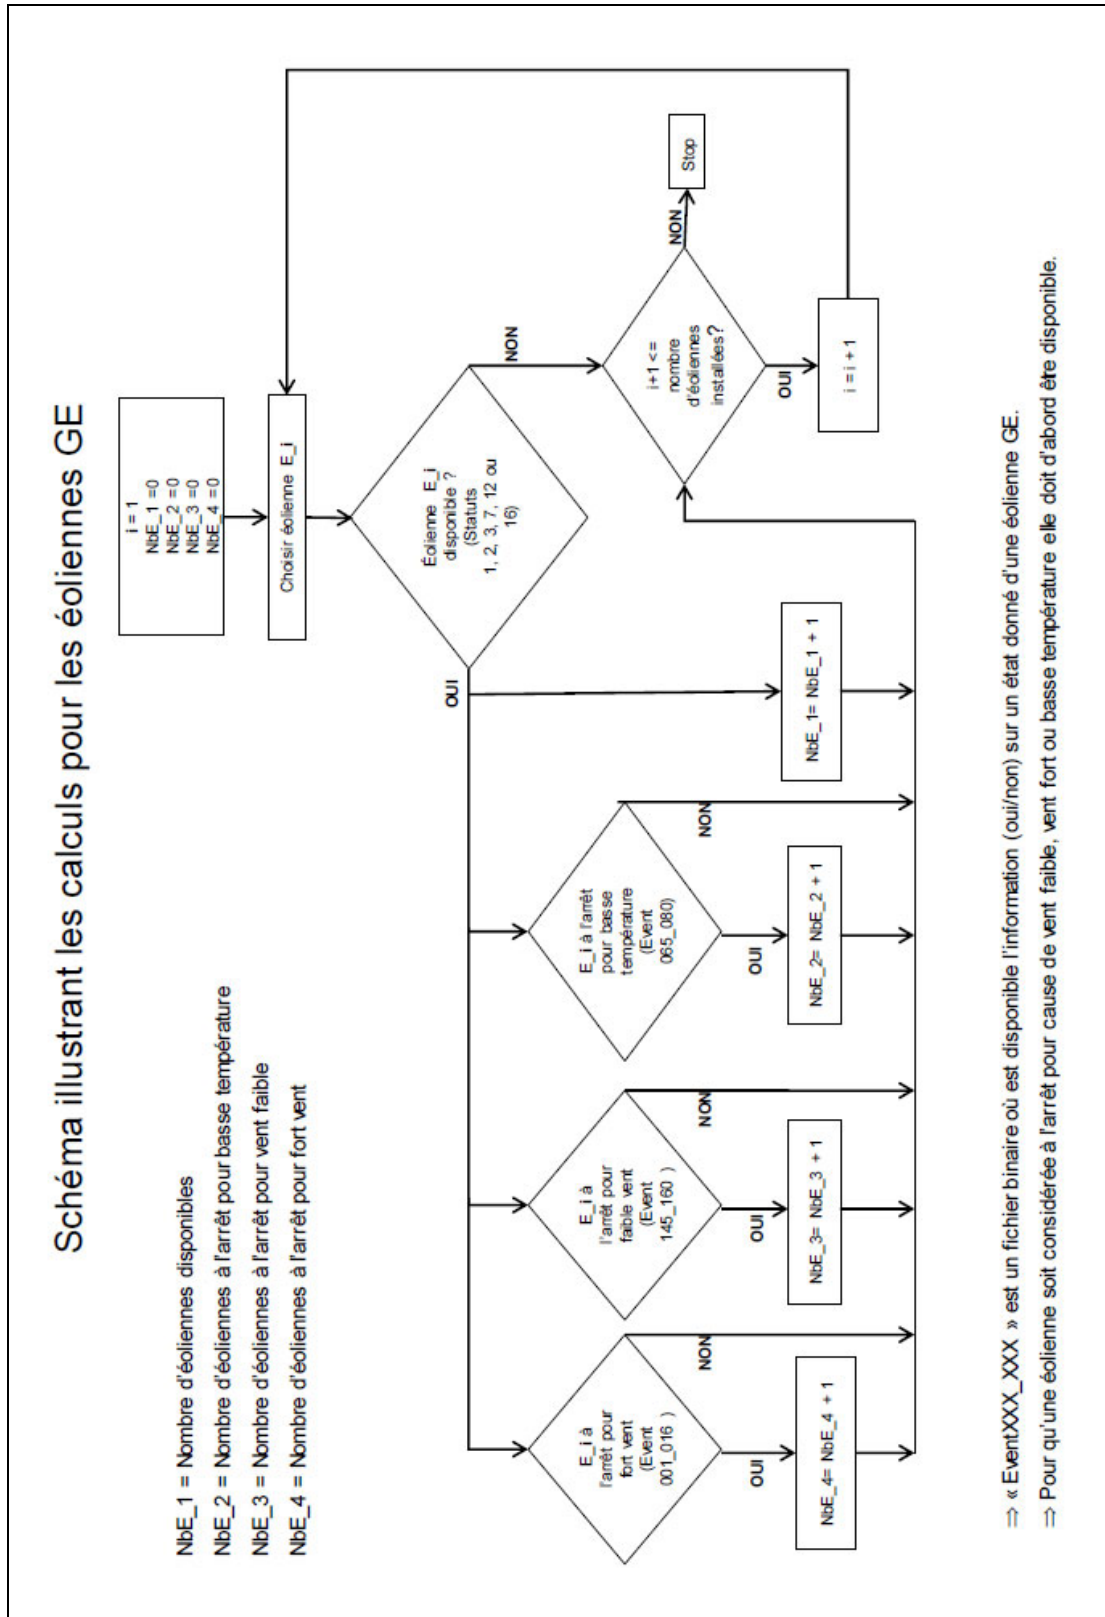 Schéma illustrant les calculs pour les éoliennes GE
NbE_1 = Nombre d'éoliennes disponibles
NbE_2 = Nombre d'éoliennes à l'arrêt pour basse température
NbE_3 = Nombre d'éoliennes à l'arrêt pour vent faible
NbE_4 = Nombre d'éoliennes à l'arrêt pour fort vent
i = 1
NbE_1 =0
NbE_2 =0
NbE_3 =0
NbE_4 =0
Choisir éolienne E_i
Éolienne E_i
disponible ?
(Statuts
1, 2, 3, 7, 12 ou
16)
OUI
NON
E_i à
l'arrêt pour
fort vent
(Event
001_016 )
NON
OUI
NbE_4= NbE_4 + 1
E_i à
l'arrêt pour
faible vent
(Event
145_160 )
NON
OUI
NbE_3= NbE_3 + 1
E_i à l'arrêt
pour basse
température
(Event
065_080)
NON
OUI
NbE_2= NbE_2 + 1
NbE_1= NbE_1 + 1
i+1 <=
nombre
d'éoliennes
installées?
NON
Stop
OUI
i = i + 1
⇒ « EventXXX_XXX » est un fichier binaire où est disponible l'information (oui/non) sur un état donné d'une éolienne GE.
⇒ Pour qu'une éolienne soit considérée à l'arrêt pour cause de vent faible, vent fort ou basse température elle doit d'abord être disponible.